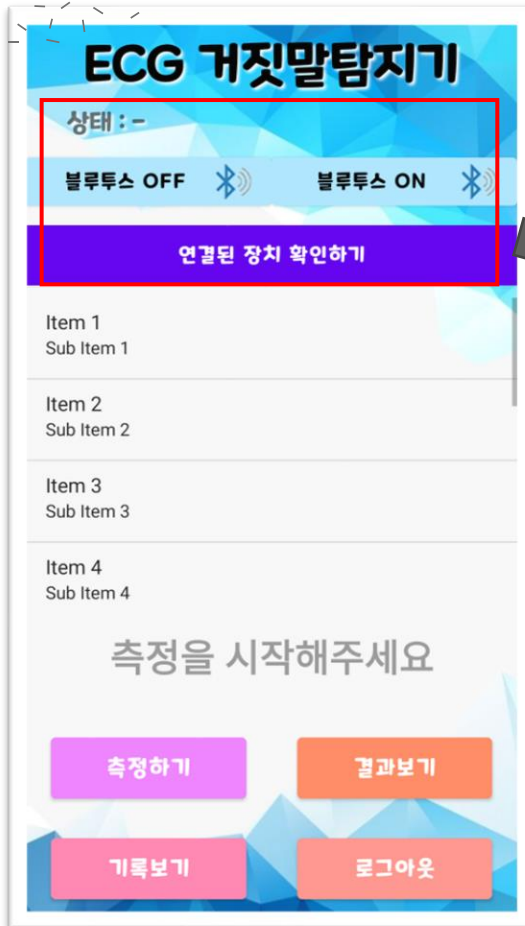 ECG 거짓말탐지기
상태 : -
블루투스 OFF 블루투스 ON
연결된 장치 확인하기
Item 1
Sub Item 1
Item 2
Sub Item 2
Item 3
Sub Item 3
Item 4
Sub Item 4
측정을 시작해주세요
측정하기 결과보기
기록보기 로그아웃